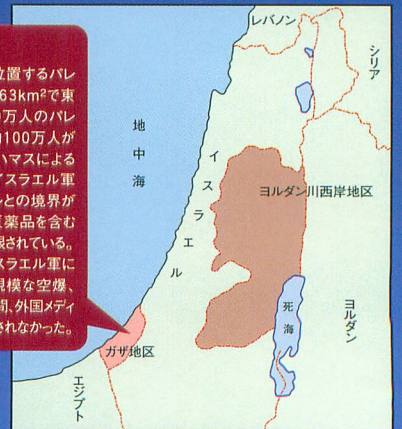 位置するパレ
63km²で東
万人のパレ
100万人が
ハマスによる
イスラエル軍
との境界が
医薬品を含む
限されている。
スラエル軍に
規模な空爆、
間、外国メディ
されなかった。
レバノン
シリア
地中海
イスラエル
ヨルダン川西岸地区
死海
ヨルダン
ガザ地区
エジプト